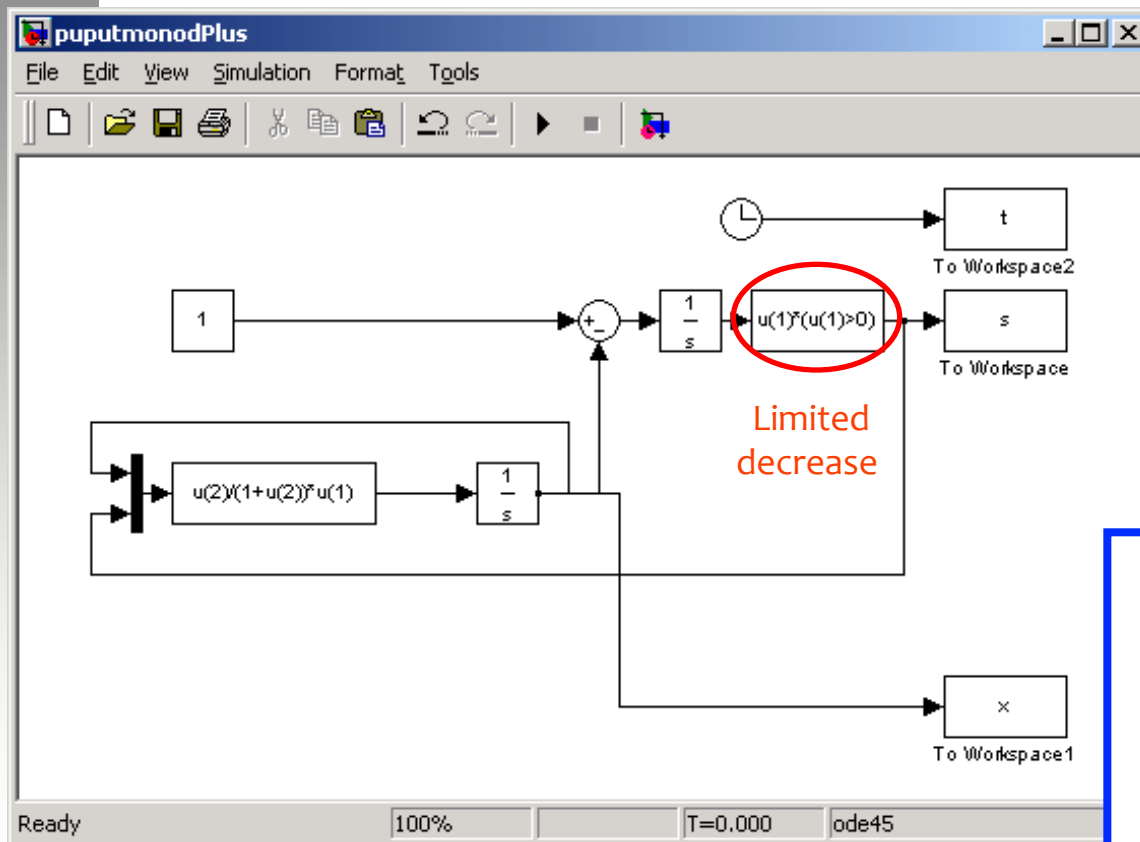 puputmonodPlus
File Edit View Simulation Format Tools
t
To Workspace2
1
1
s
u(1)*(u(1)>0)
s
To Workspace
Limited
decrease
u(2)/(1+u(2))*u(1)
1
s
x
To Workspace1
Ready 100% T=0.000 ode45